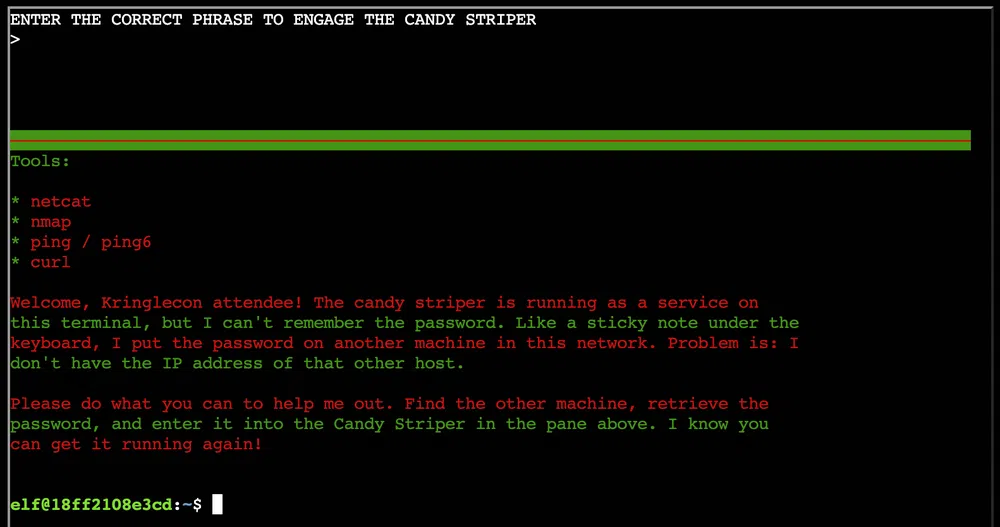 ENTER THE CORRECT PHRASE TO ENGAGE THE CANDY STRIPER
>
Tools:
* netcat
* nmap
* ping / ping6
* curl
Welcome, Kringlecon attendee! The candy striper is running as a service on
this terminal, but I can't remember the password. Like a sticky note under the
keyboard, I put the password on another machine in this network. Problem is: I
don't have the IP address of that other host.
Please do what you can to help me out. Find the other machine, retrieve the
password, and enter it into the Candy Striper in the pane above. I know you
can get it running again!
elf@18ff2108e3cd:~$